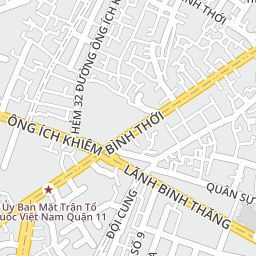 BÌNH THỚI
HẺM 32 ĐƯỜNG ÔNG ÍCH K
ÔNG ÍCH KHIÊM
BÌNH THỚI
LÃNH BINH THĂNG
QUÂN SỰ
Ủy Ban Mặt Trận Tổ
uốc Việt Nam Quận 11
ĐỘI CUNG
SỐ 9